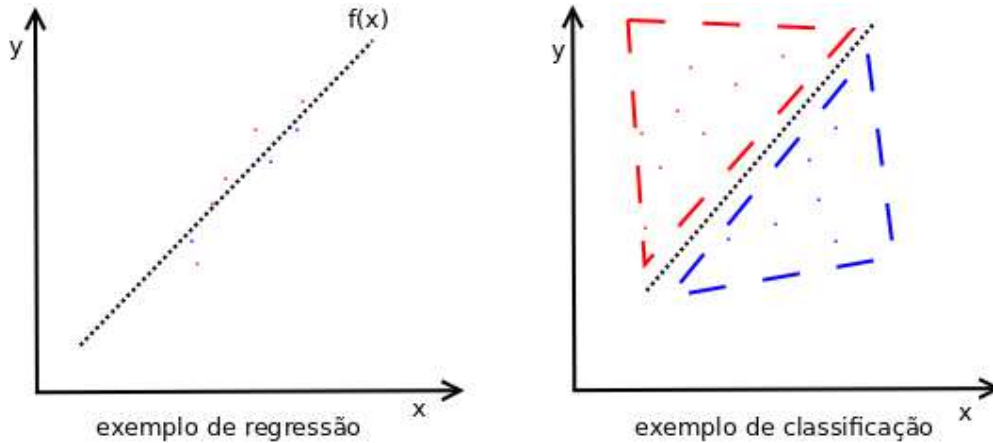 y
f(x)
x
exemplo de regressão
y
x
exemplo de classificação